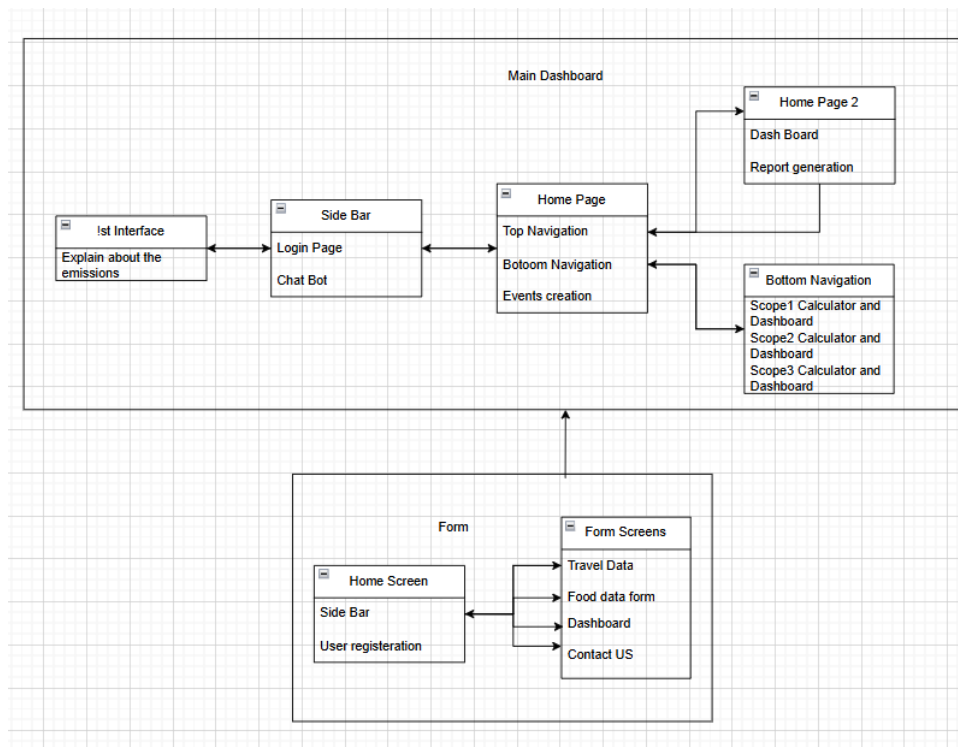 Main Dashboard
!st Interface
Explain about the
emissions
Side Bar
Login Page
Chat Bot
Home Page
Top Navigation
Botoom Navigation
Events creation
Home Page 2
Dash Board
Report generation
Bottom Navigation
Scope1 Calculator and
Dashboard
Scope2 Calculator and
Dashboard
Scope3 Calculator and
Dashboard
Form
Home Screen
Side Bar
User registeration
Form Screens
Travel Data
Food data form
Dashboard
Contact US